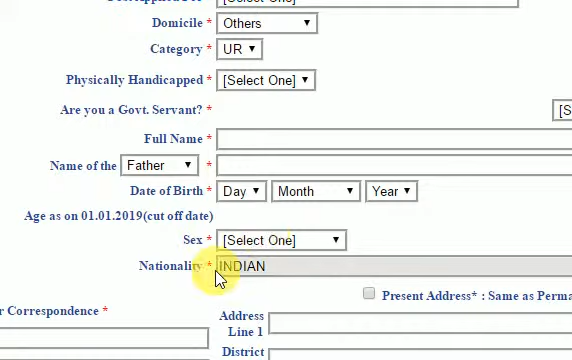 [Select One]
Domicile * Others
Category * UR
Physically Handicapped * [Select One]
Are you a Govt. Servant? * [S
Full Name *
Name of the Father *
Date of Birth * Day Month Year
Age as on 01.01.2019(cut off date)
Sex * [Select One]
Nationality * INDIAN
Present Address* : Same as Perma
r Correspondence *
Address
Line 1
District